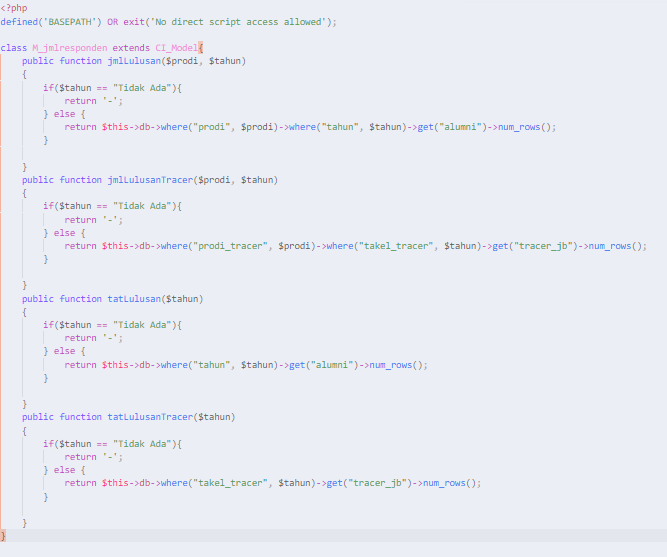 <?php
defined('BASEPATH') OR exit('No direct script access allowed');

class M_jmlresponden extends CI_Model{
    public function jmlLulusan($prodi, $tahun)
    {
        if($tahun == "Tidak Ada"){
            return '-';
        } else {
            return $this->db->where("prodi", $prodi)->where("tahun", $tahun)->get("alumni")->num_rows();
        }

    }
    public function jmlLulusanTracer($prodi, $tahun)
    {
        if($tahun == "Tidak Ada"){
            return '-';
        } else {
            return $this->db->where("prodi_tracer", $prodi)->where("takel_tracer", $tahun)->get("tracer_jb")->num_rows();
        }

    }
    public function tatLulusan($tahun)
    {
        if($tahun == "Tidak Ada"){
            return '-';
        } else {
            return $this->db->where("tahun", $tahun)->get("alumni")->num_rows();
        }

    }
    public function tatLulusanTracer($tahun)
    {
        if($tahun == "Tidak Ada"){
            return '-';
        } else {
            return $this->db->where("takel_tracer", $tahun)->get("tracer_jb")->num_rows();
        }

    }
}